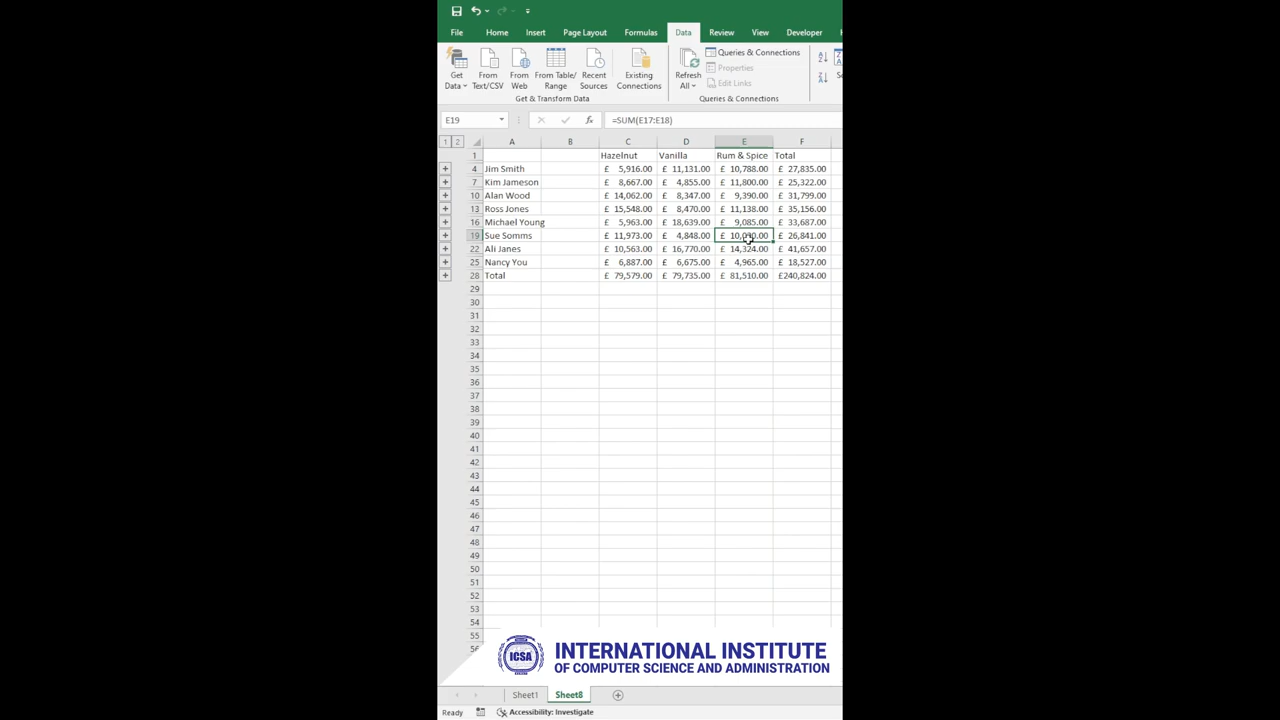 File Home Insert Page Layout Formulas Data Review View Developer
Get Data From Text/CSV From Web From Table/ Range Recent Sources Existing Connections Refresh All Queries & Connections
Properties
Edit Links
Get & Transform Data Queries & Connections
E19 fx =SUM(E17:E18)
1 2 A B C D E F
1 Hazelnut Vanilla Rum & Spice Total
4 Jim Smith £ 5,916.00 £ 11,131.00 £ 10,788.00 £ 27,835.00
7 Kim Jameson £ 8,667.00 £ 4,855.00 £ 11,800.00 £ 25,322.00
10 Alan Wood £ 14,062.00 £ 8,347.00 £ 9,390.00 £ 31,799.00
13 Ross Jones £ 15,548.00 £ 8,470.00 £ 11,138.00 £ 35,156.00
16 Michael Young £ 5,963.00 £ 18,639.00 £ 9,085.00 £ 33,687.00
19 Sue Somms £ 11,973.00 £ 4,848.00 £ £ 26,841.00
22 Ali Janes £ 10,563.00 £ 16,770.00 £ 14,324.00 £ 41,657.00
25 Nancy You £ 6,887.00 £ 6,675.00 £ 4,965.00 £ 18,527.00
28 Total £ 79,579.00 £ 79,735.00 £ 81,510.00 £240,824.00
29
30
31
32
33
34
35
36
37
38
39
40
41
42
43
44
45
46
47
48
49
50
51
52
53
54
55
ICSA INTERNATIONAL INSTITUTE
OF COMPUTER SCIENCE AND ADMINISTRATION
Sheet1 Sheet8
Ready Accessibility: Investigate